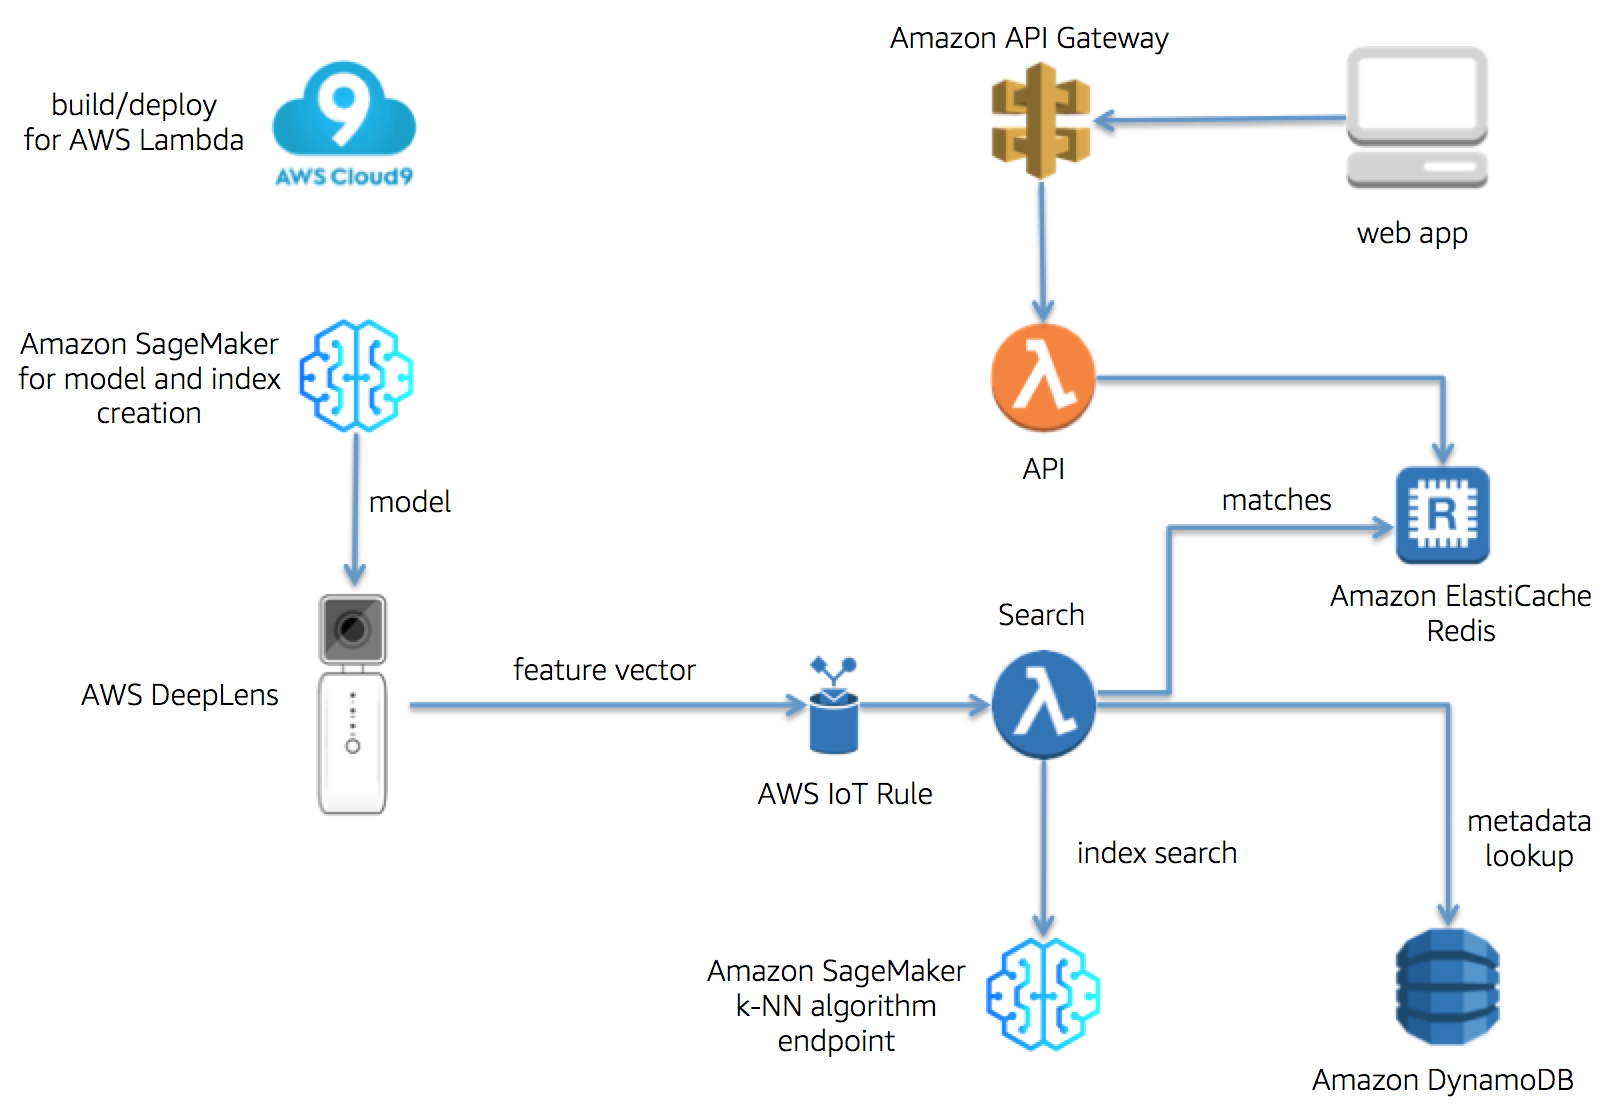 Amazon API Gateway
build/deploy
for AWS Lambda
9
AWS Cloud9
web app
Amazon SageMaker
for model and index
creation
λ
API
model
matches
R
Amazon ElastiCache
Redis
Search
feature vector
AWS DeepLens
λ
AWS IoT Rule
metadata
lookup
index search
Amazon SageMaker
k-NN algorithm
endpoint
Amazon DynamoDB